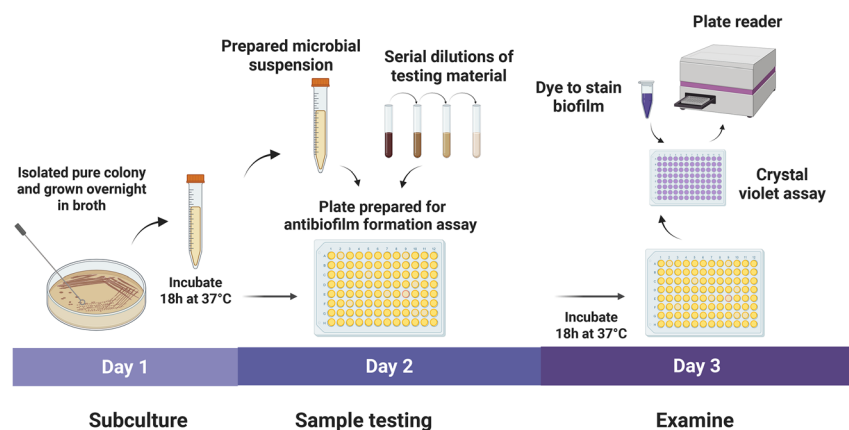 Plate reader
Prepared microbial
suspension
Serial dilutions of
testing material
Dye to stain
biofilm
Isolated pure colony
and grown overnight
in broth
Crystal
violet assay
Plate prepared for
antibiofilm formation assay
Incubate
18h at 37°C
Incubate
18h at 37°C
Day 1
Day 2
Day 3
Subculture
Sample testing
Examine